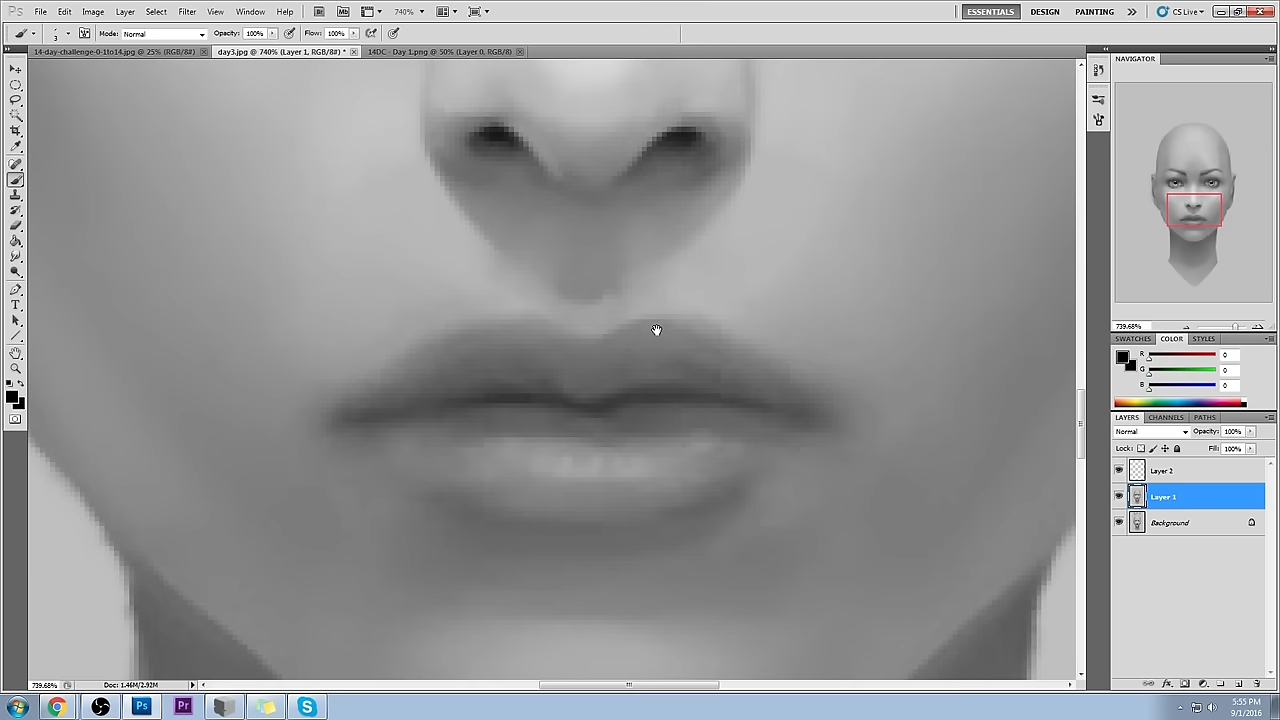 Ps File Edit Image Layer Select Filter View Window Help Br Mb 740% ESSENTIALS DESIGN PAINTING CS Live
Mode: Normal Opacity: 100% Flow: 100%
14-day-challenge-0-1to14.jpg @ 25% (RGB/8#) day3.jpg @ 740% (Layer 1, RGB/8#) * 14DC - Day 1.png @ 50% (Layer 0, RGB/8)
NAVIGATOR
739.68%
SWATCHES COLOR STYLES
R 0
G 0
B 0
LAYERS CHANNELS PATHS
Normal Opacity: 100%
Lock: Fill: 100%
Layer 2
Layer 1
Background
739.68% Doc: 1.46M/2.92M
Ps Pr S
5:55 PM
9/1/2016